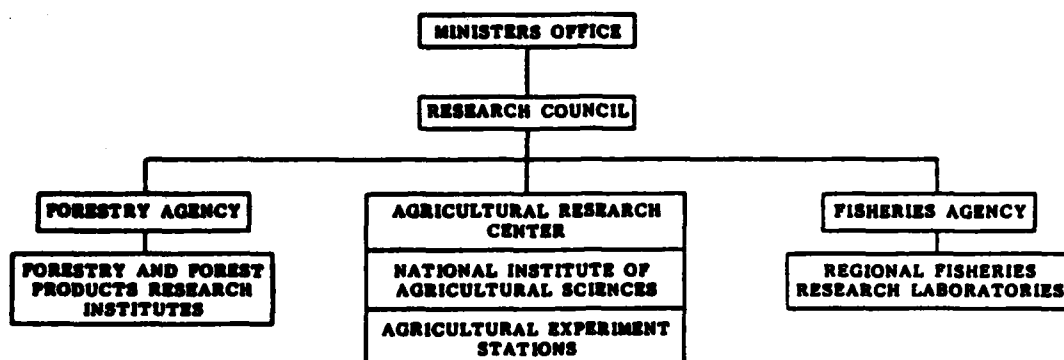 MINISTERS OFFICE
RESEARCH COUNCIL
FORESTRY AGENCY
FORESTRY AND FOREST
PRODUCTS RESEARCH
INSTITUTES
AGRICULTURAL RESEARCH
CENTER
NATIONAL INSTITUTE OF
AGRICULTURAL SCIENCES
AGRICULTURAL EXPERIMENT
STATIONS
FISHERIES AGENCY
REGIONAL FISHERIES
RESEARCH LABORATORIES